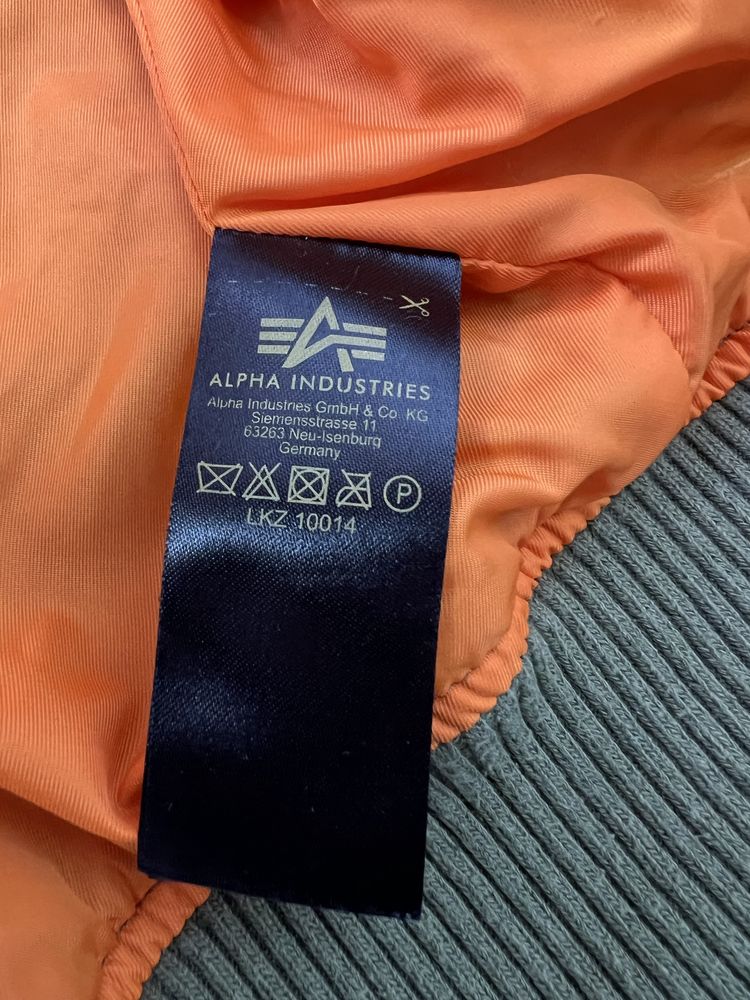 ALPHA INDUSTRIES
Alpha Industries GmbH & Co. KG
Siemensstrasse 11
63263 Neu-Isenburg
Germany
P
LKZ 10014